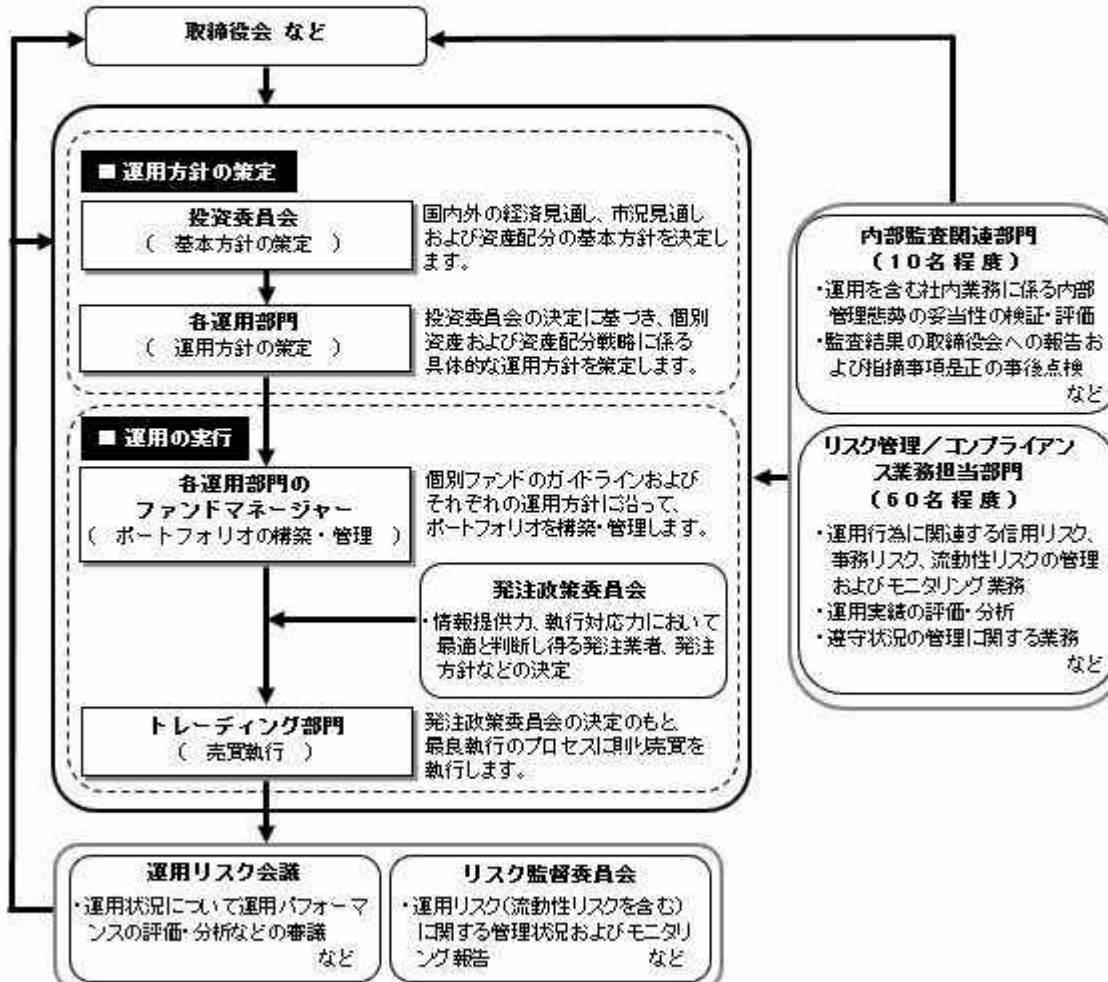 取締役会 など
■ 運用方針の策定
投資委員会
( 基本方針の策定 )
国内外の経済見通し、市況見通し
および資産配分の基本方針を決定し
ます。
各運用部門
( 運用方針の策定 )
投資委員会の決定に基づき、個別
資産および資産配分戦略に係る
具体的な運用方針を策定します。
■ 運用の実行
各運用部門の
ファンドマネージャー
( ポートフォリオの構築・管理 )
個別ファンドのガイドラインおよび
それぞれの運用方針に沿って、
ポートフォリオを構築・管理します。
発注政策委員会
・情報提供力、執行対応力において
最適と判断し得る発注業者、発注
方針などの決定
トレーディング部門
( 売買執行 )
発注政策委員会の決定のもと、
最良執行のプロセスに則り売買を
執行します。
運用リスク会議
・運用状況について運用パフォーマ
ンスの評価・分析などの審議
など
リスク監督委員会
・運用リスク(流動性リスクを含む)
に関する管理状況およびモニタリ
ング報告 など
内部監査関連部門
(10名程度)
・運用を含む社内業務に係る内部
管理態勢の妥当性の検証・評価
・監査結果の取締役会への報告お
よび指摘事項是正の事後点検
など
リスク管理/コンプライアン
ス業務担当部門
(60名程度)
・運用行為に関連する信用リスク、
事務リスク、流動性リスクの管理
およびモニタリング業務
・運用実績の評価・分析
・遵守状況の管理に関する業務
など